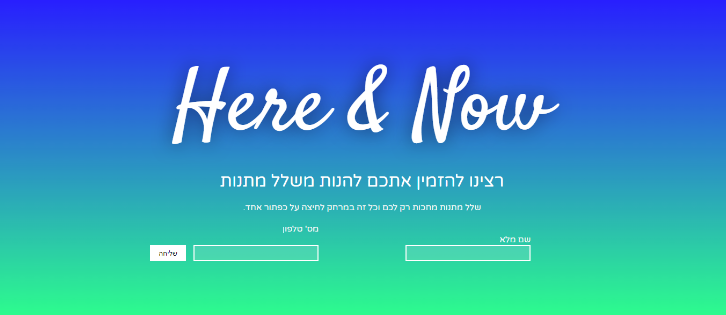 Here & Now
רצינו להזמין אתכם להנות משלל מתנות
שלל מתנות מחכות רק לכם וכל זה במרחק לחיצה על כפתור אחד.
שם מלא
מס' טלפון
שליחה